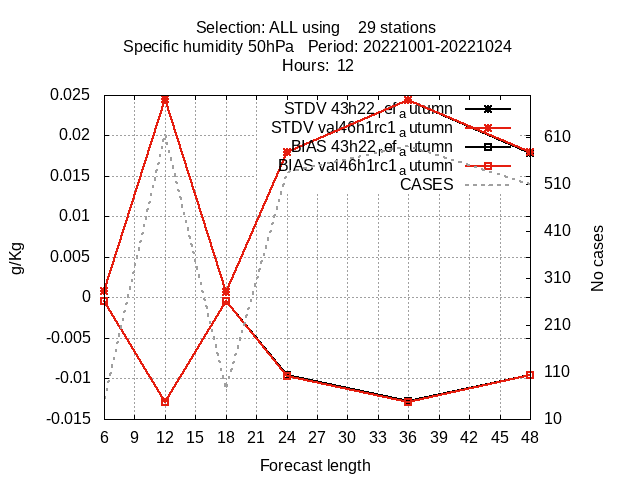 Selection: ALL using    29 stations
Specific humidity 50hPa   Period: 20221001-20221024
Hours:  12
0.025
0.02
0.015
0.01
0.005
0
-0.005
-0.01
-0.015
g/Kg
STDV 43h22_ref_autumn
STDV val46h1rc1_autumn
BIAS 43h22_ref_autumn
BIAS val46h1rc1_autumn
CASES
610
510
410
310
210
110
10
No cases
6 9 12 15 18 21 24 27 30 33 36 39 42 45 48
Forecast length